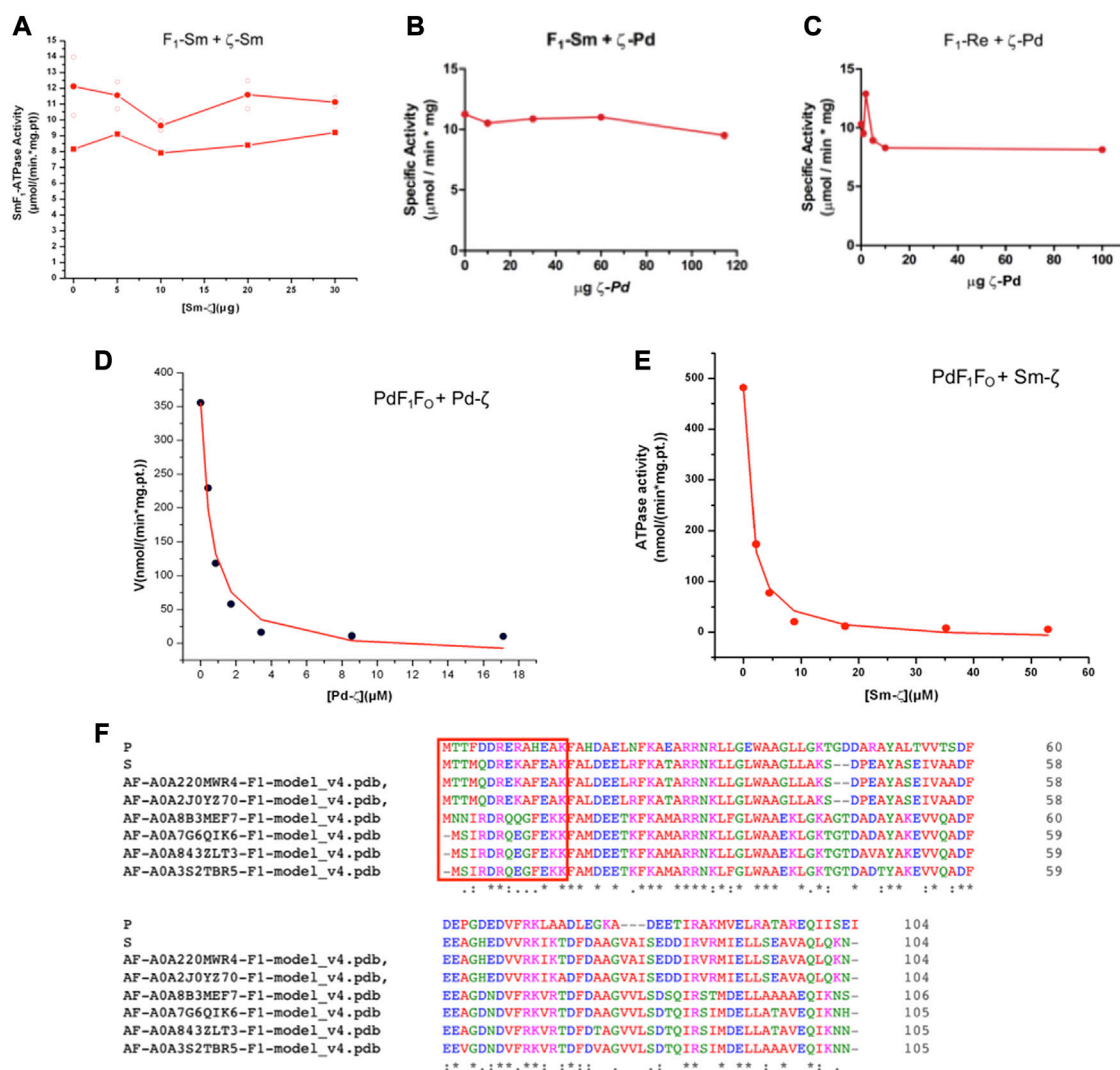 A
F1-Sm + ζ-Sm
SmF1-ATPase Activity
(μmol/(min.*mg.pt)
15
14
13
12
11
10
9
8
7
6
5
4
3
2
1
0
0 5 10 15 20 25 30
[Sm-ζ](μg)
B
F1-Sm + ζ-Pd
Specific Activity
(μmol / min * mg)
15
10
5
0
0 20 40 60 80 100 120
μg ζ-Pd
C
F1-Re + ζ-Pd
Specific Activity
(μmol / min * mg)
15
10
5
0
0 20 40 60 80 100
μg ζ-Pd
D
PdF1FO + Pd-ζ
V(nmol/(min*mg.pt.))
350
300
250
200
150
100
50
0
0 2 4 6 8 10 12 14 16 18
[Pd-ζ](μM)
E
PdF1FO + Sm-ζ
ATPase activity
(nmol/(min*mg.pt.))
500
400
300
200
100
0
0 10 20 30 40 50 60
[Sm-ζ](μM)
F
P MTTFDDRERAHEAKFAHDAELNFKAEARRNRLLGEWAAGLLGKTGDDARAYALTVVTSDF 60
S MTTMQDREKAFEAKFALDEELRFKATARRNKLLGLWAAGLLAKS--DPEAYASEIVAADF 58
AF-A0A220MWR4-F1-model_v4.pdb, MTTMQDREKAFEAKFALDEELRFKATARRNKLLGLWAAGLLAKS--DPEAYASEIVAADF 58
AF-A0A2J0YZ70-F1-model_v4.pdb, MTTMQDREKAFEAKFALDEELRFKATARRNKLLGLWAAGLLAKS--DPEAYASEIVAADF 58
AF-A0A8B3MEF7-F1-model_v4.pdb MNNIRDRQQGFEKKFAMDEETKFKAMARRNKLFGLWAAEKLGKAGTDAEAYAKEVVQADF 60
AF-A0A7G6QIK6-F1-model_v4.pdb -MSIRDRQEGFEKKFAMDEETKFKAMARRNKLLGLWAAEKLGKTGTDAEAYAKEVVQADF 59
AF-A0A843ZLT3-F1-model_v4.pdb -MSIRDRQEGFEKKFAMDEETKFKAMARRNKLLGLWAAEKLGKTGTDAVAYAKEVVQADF 59
AF-A0A3S2TBR5-F1-model_v4.pdb -MSIRDRQEGFEKKFAMDEETKFKAMARRNKLFGLWAAEKLGKTGTDADTYAKEVVQADF 59
P DEPGDEDVFRKLAADLEGKA---DEETIRAKMVELRATAREQIISEI 104
S EEAGHEDVVRKIKTDFDAAGVAISEDDIRVRMIELLSEAVAQLQKN- 104
AF-A0A220MWR4-F1-model_v4.pdb, EEAGHEDVVRKIKTDFDAAGVAISEDDIRVRMIELLSEAVAQLQKN- 104
AF-A0A2J0YZ70-F1-model_v4.pdb, EEAGHEDVVRKIKADFDAAGVAISEDDIRVRMIELLSEAVAQLQKN- 104
AF-A0A8B3MEF7-F1-model_v4.pdb EEAGDNDVFRKVRTDFDAAGVVLSDSQIRSTMDELLAAAAEQIKNS- 106
AF-A0A7G6QIK6-F1-model_v4.pdb EEAGDNDVFRKVRTDFDAAGVVLSDTQIRSIMDELLATAVEQIKNN- 105
AF-A0A843ZLT3-F1-model_v4.pdb EEAGDNDVFRKVRTDFDTAGVVLSDTQIRSIMDELLATAVEQIKNN- 105
AF-A0A3S2TBR5-F1-model_v4.pdb EEVGDNDVFRKVRTDFDVAGVVLSDTQIRSIMDELLAAAVEQIKNN- 105